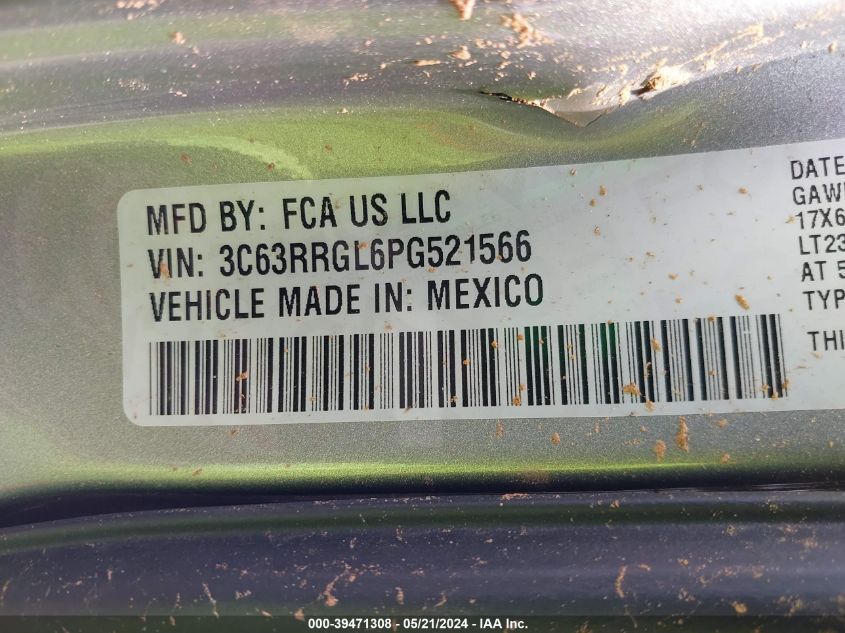 MFD BY: FCA US LLC
VIN: 3C63RRGL6PG521566
VEHICLE MADE IN: MEXICO
DATE
GAW
17X6
LT23
AT 5
TYP
THI
000-39471308 - 05/21/2024 - IAA Inc.